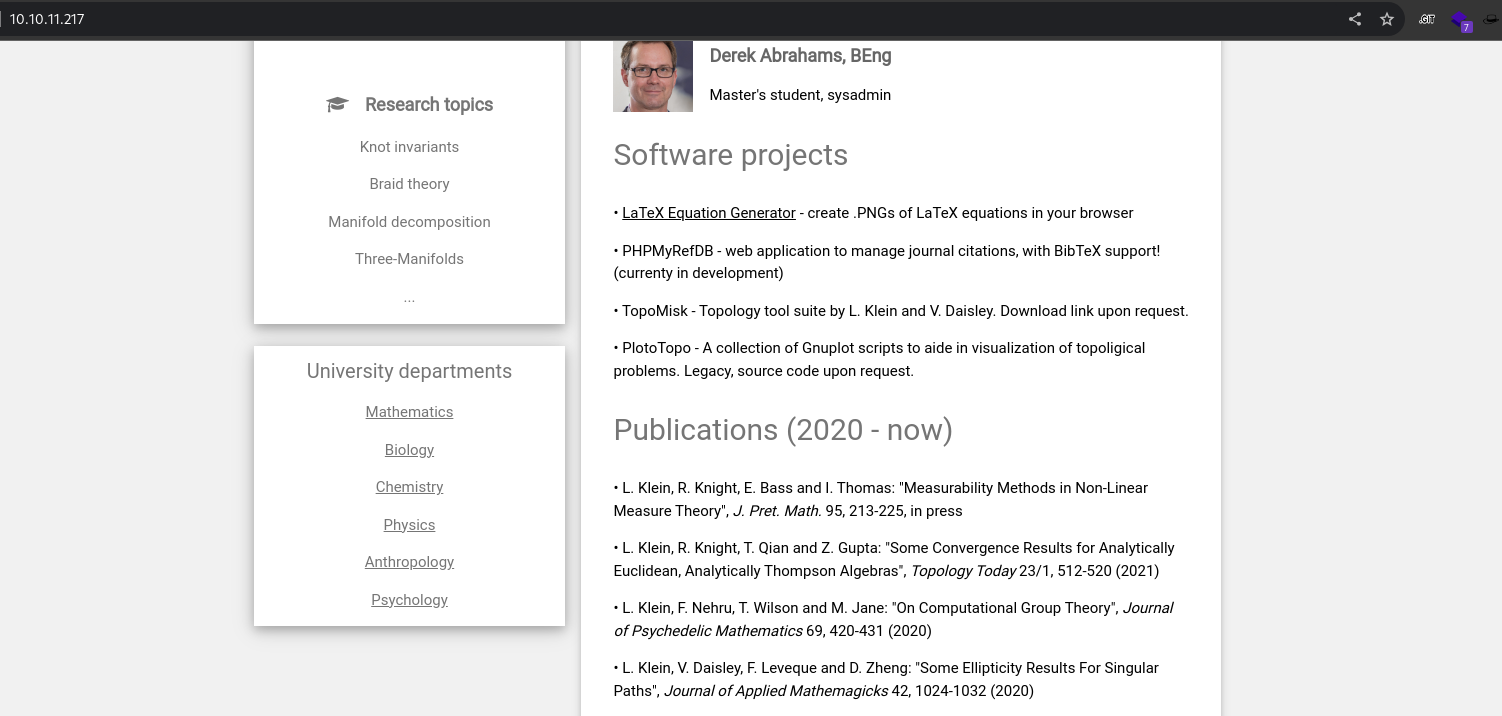 10.10.11.217
.GIT
7
Research topics
Knot invariants
Braid theory
Manifold decomposition
Three-Manifolds
...
University departments
Mathematics
Biology
Chemistry
Physics
Anthropology
Psychology
Derek Abrahams, BEng
Master's student, sysadmin
Software projects
• LaTeX Equation Generator - create .PNGs of LaTeX equations in your browser
• PHPMyRefDB - web application to manage journal citations, with BibTeX support!
(currenty in development)
• TopoMisk - Topology tool suite by L. Klein and V. Daisley. Download link upon request.
• PlotoTopo - A collection of Gnuplot scripts to aide in visualization of topoligical
problems. Legacy, source code upon request.
Publications (2020 - now)
• L. Klein, R. Knight, E. Bass and I. Thomas: "Measurability Methods in Non-Linear
Measure Theory", J. Pret. Math. 95, 213-225, in press
• L. Klein, R. Knight, T. Qian and Z. Gupta: "Some Convergence Results for Analytically
Euclidean, Analytically Thompson Algebras", Topology Today 23/1, 512-520 (2021)
• L. Klein, F. Nehru, T. Wilson and M. Jane: "On Computational Group Theory", Journal
of Psychedelic Mathematics 69, 420-431 (2020)
• L. Klein, V. Daisley, F. Leveque and D. Zheng: "Some Ellipticity Results For Singular
Paths", Journal of Applied Mathemagicks 42, 1024-1032 (2020)